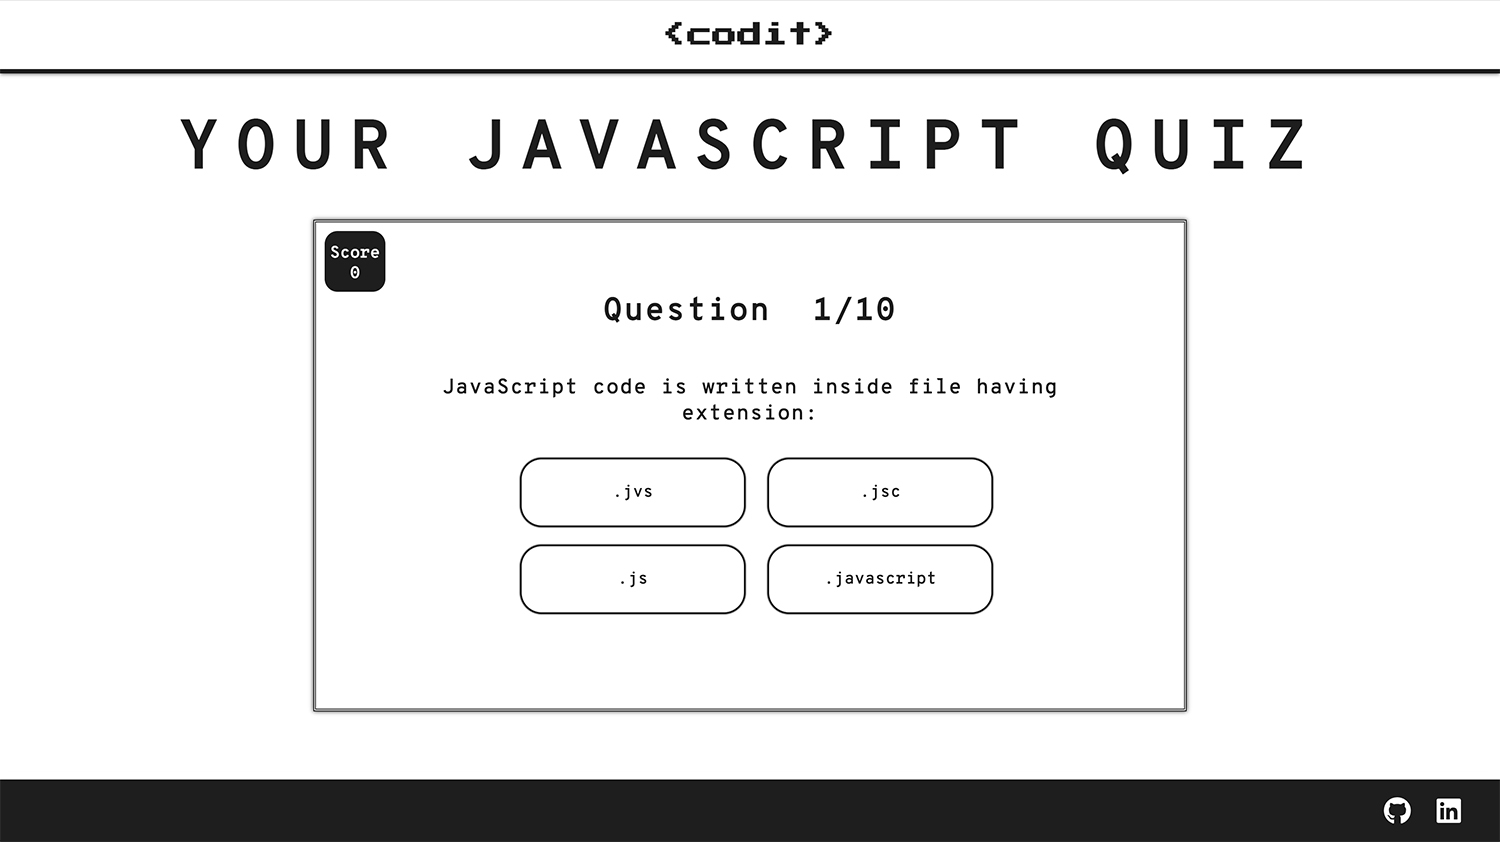 <codit>
YOUR JAVASCRIPT QUIZ
Score
0
Question 1/10
JavaScript code is written inside file having
extension:
.jvs
.jsc
.js
.javascript
in